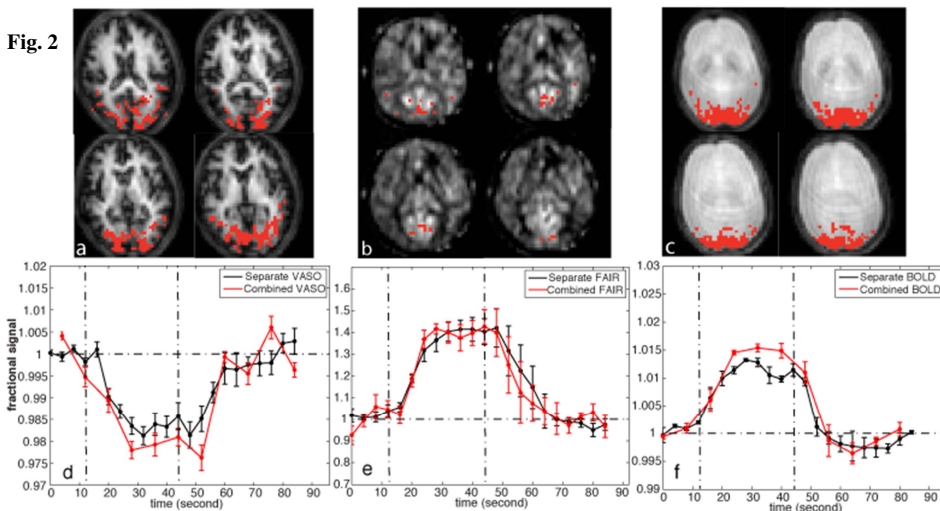 Fig. 2
a
b
c
1.02
1.015
1.01
1.005
1
0.995
0.99
0.985
0.98
0.975
0.97
fractional signal
Separate VASO
Combined VASO
d
0 10 20 30 40 50 60 70 80 90
time (second)
1.6
1.5
1.4
1.3
1.2
1.1
1
0.9
0.8
0.7
Separate FAIR
Combined FAIR
e
0 10 20 30 40 50 60 70 80 90
time (second)
1.03
1.025
1.02
1.015
1.01
1.005
1
0.995
0.99
Separate BOLD
Combined BOLD
f
0 10 20 30 40 50 60 70 80 90
time (second)